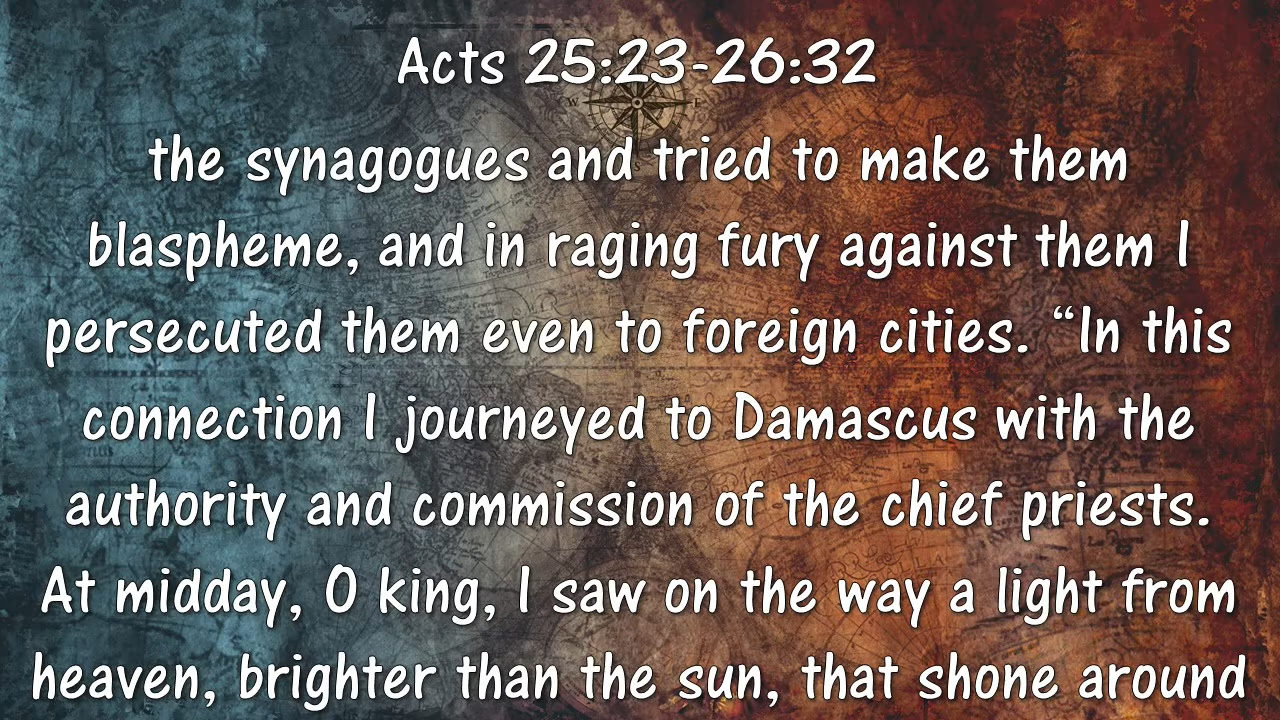 Acts 25:23-26:32
W E
the synagogues and tried to make them
blaspheme, and in raging fury against them I
persecuted them even to foreign cities. “In this
connection I journeyed to Damascus with the
authority and commission of the chief priests.
At midday, O king, I saw on the way a light from
heaven, brighter than the sun, that shone around